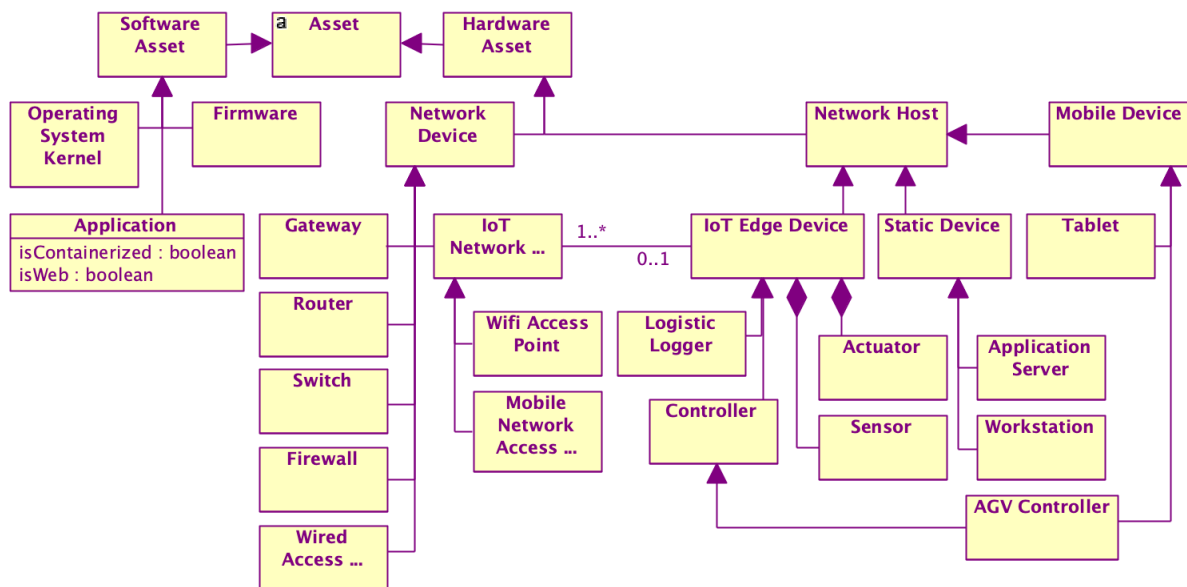 Software
Asset
a
Asset
Hardware
Asset
Operating
System
Kernel
Firmware
Network
Device
Network Host
Mobile Device
Application
isContainerized : boolean
isWeb : boolean
Gateway
IoT
Network ...
1..*
0..1
IoT Edge Device
Static Device
Tablet
Router
Wifi Access
Point
Logistic
Logger
Actuator
Application
Server
Switch
Mobile
Network
Access ...
Controller
Sensor
Workstation
Firewall
AGV Controller
Wired
Access ...